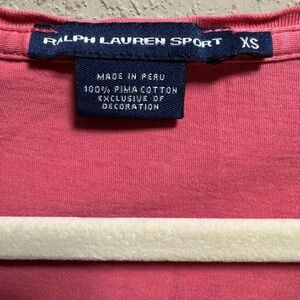 RALPH LAUREN SPORT XS
MADE IN PERU
100% PIMA COTTON
EXCLUSIVE OF
DECORATION